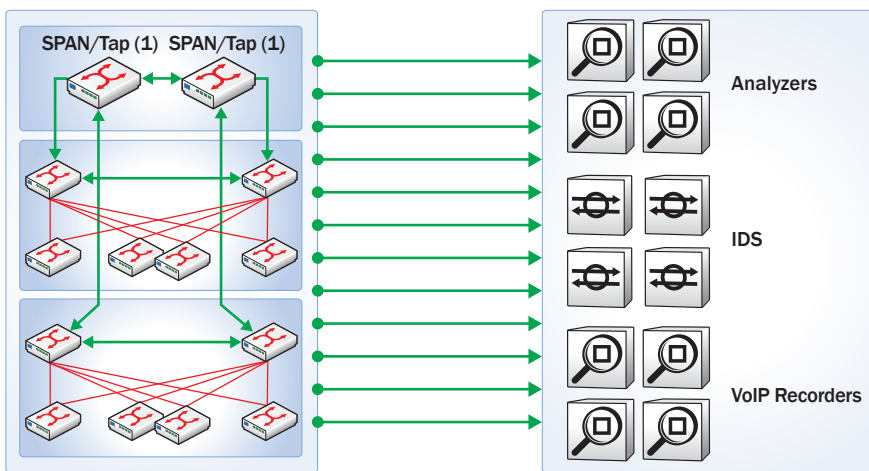 SPAN/Tap (1) SPAN/Tap (1)
Analyzers
IDS
VoIP Recorders